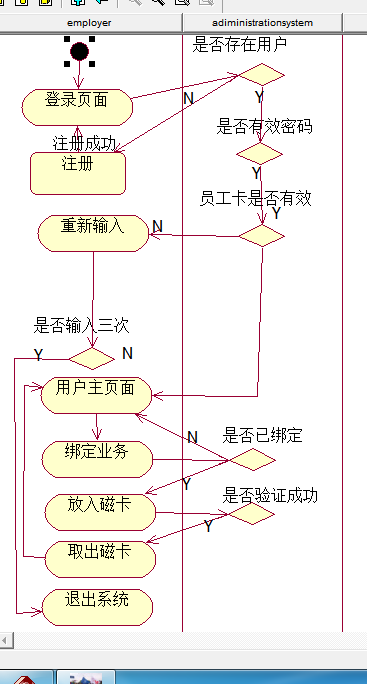 employer
adiministrationsystem
是否存在用户
登录页面
N
Y
是否有效密码
注册成功
注册
Y
员工卡是否有效
Y
重新输入
N
是否输入三次
Y
N
用户主页面
N
是否已绑定
绑定业务
Y
是否验证成功
放入磁卡
Y
取出磁卡
退出系统